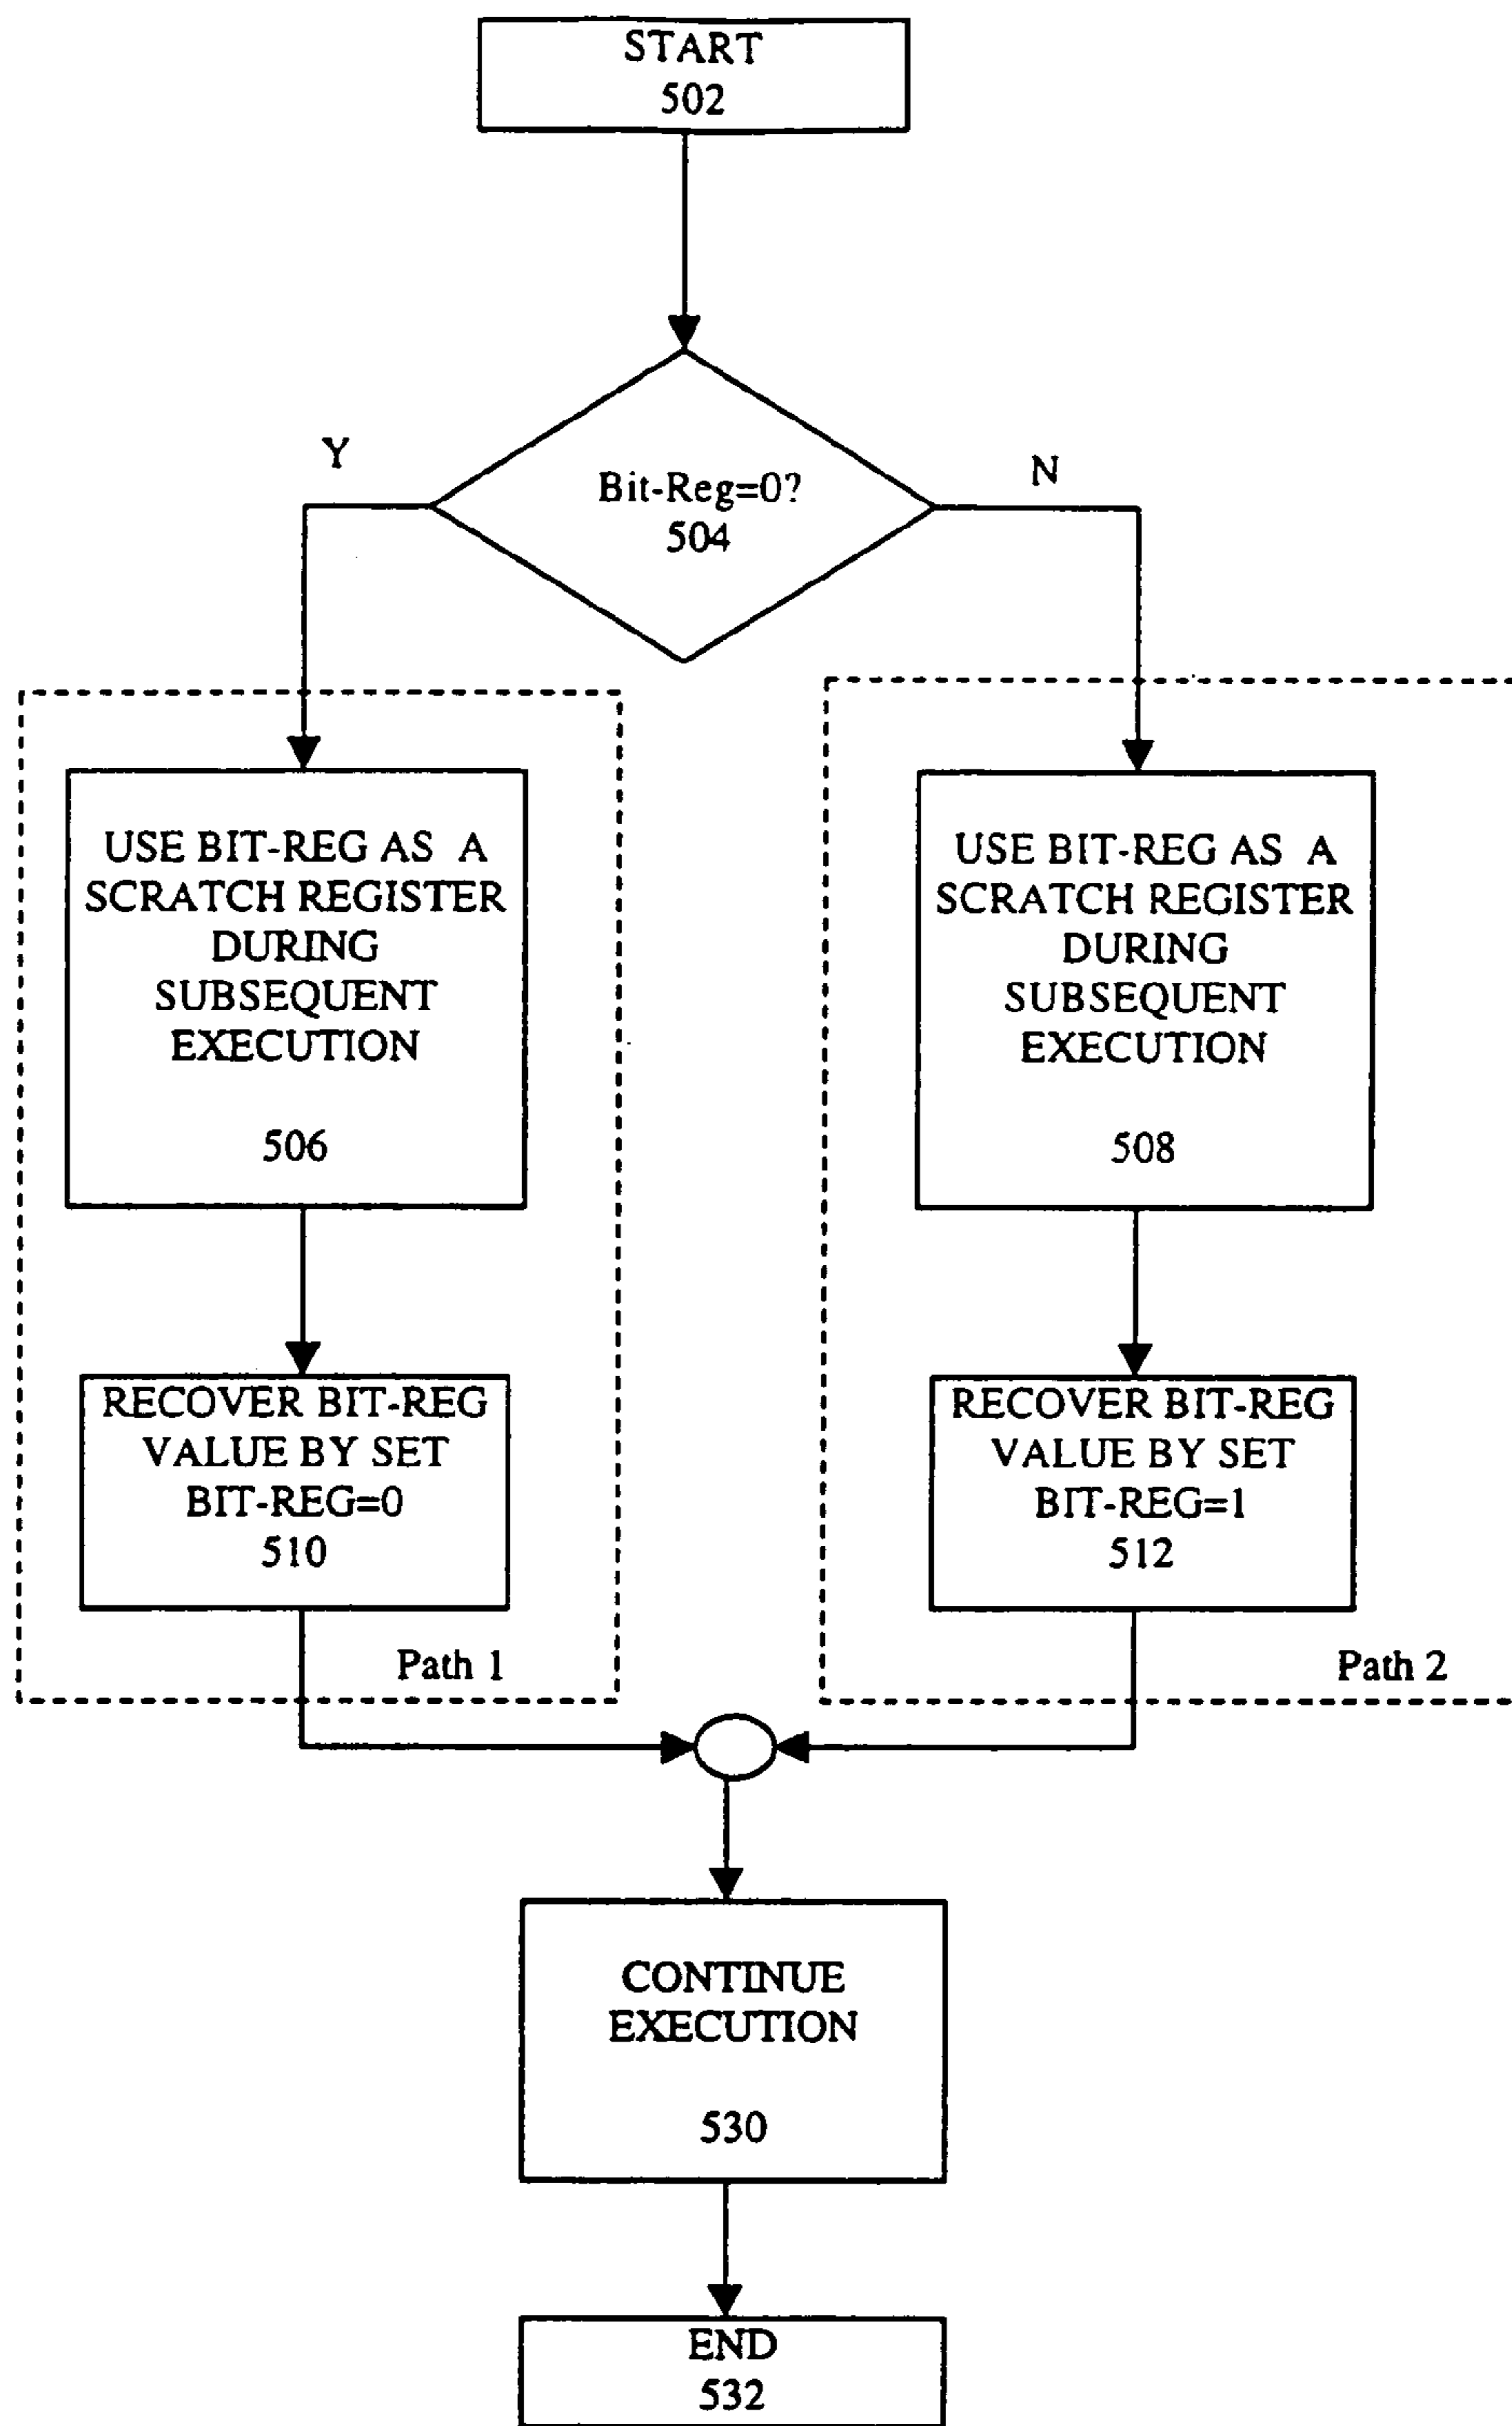 START
502
Y
Bit-Reg=0?
504
N
USE BIT-REG AS A
SCRATCH REGISTER
DURING
SUBSEQUENT
EXECUTION
506
USE BIT-REG AS A
SCRATCH REGISTER
DURING
SUBSEQUENT
EXECUTION
508
RECOVER BIT-REG
VALUE BY SET
BIT-REG=0
510
RECOVER BIT-REG
VALUE BY SET
BIT-REG=1
512
Path 1
Path 2
CONTINUE
EXECUTION
530
END
532